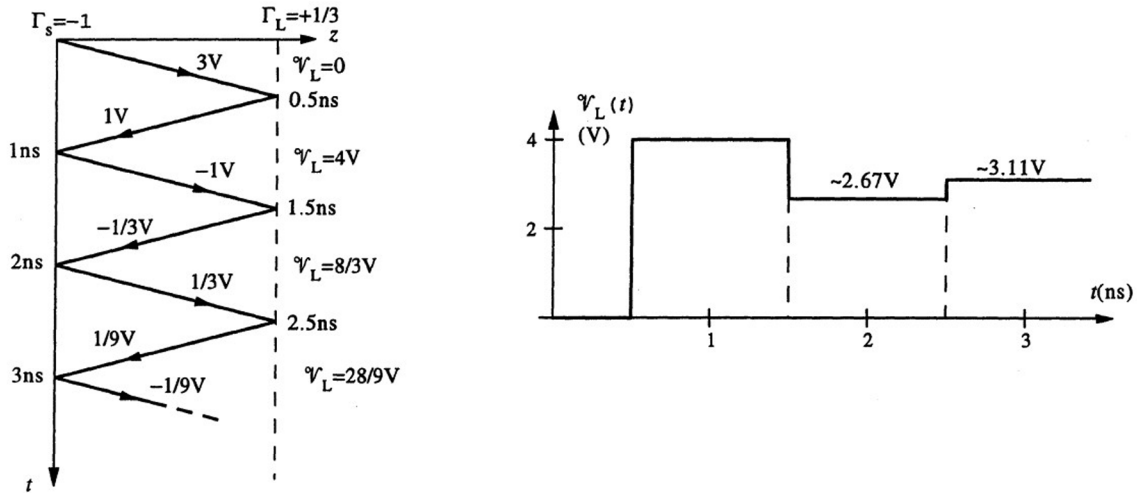 Γs=−1
ΓL=+1/3
z
3V
𝒱L=0
0.5ns
1V
1ns
𝒱L=4V
−1V
1.5ns
−1/3V
2ns
𝒱L=8/3V
1/3V
2.5ns
1/9V
3ns
𝒱L=28/9V
−1/9V
t
𝒱L(t)
(V)
4
2
~2.67V
~3.11V
t(ns)
1
2
3